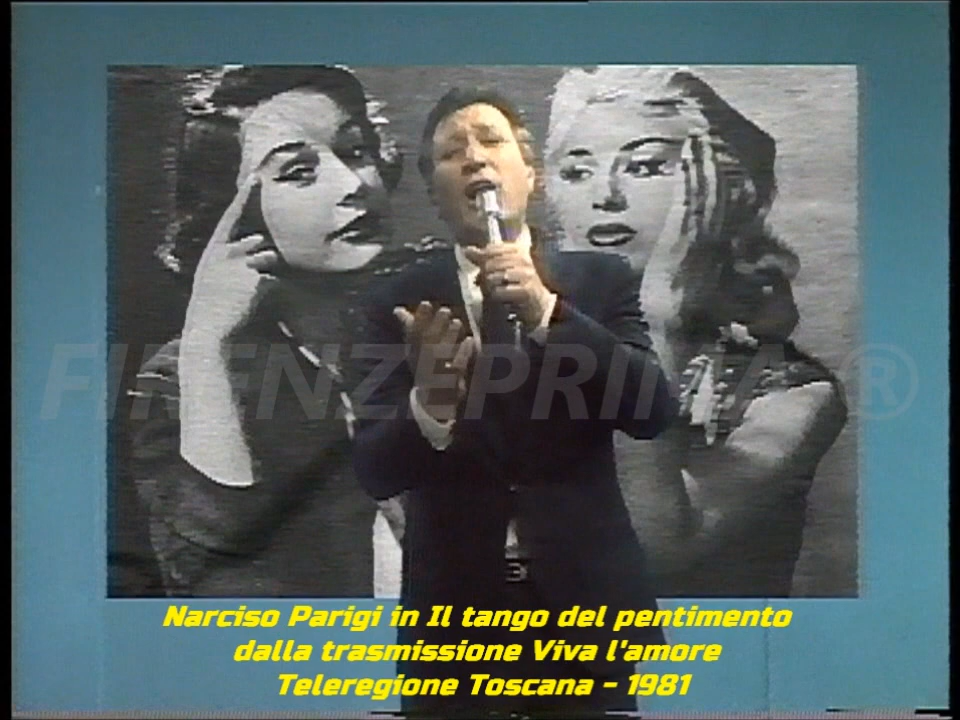 FIRENZEPRIMA ®
Narciso Parigi in Il tango del pentimento
dalla trasmissione Viva l'amore
Teleregione Toscana - 1981